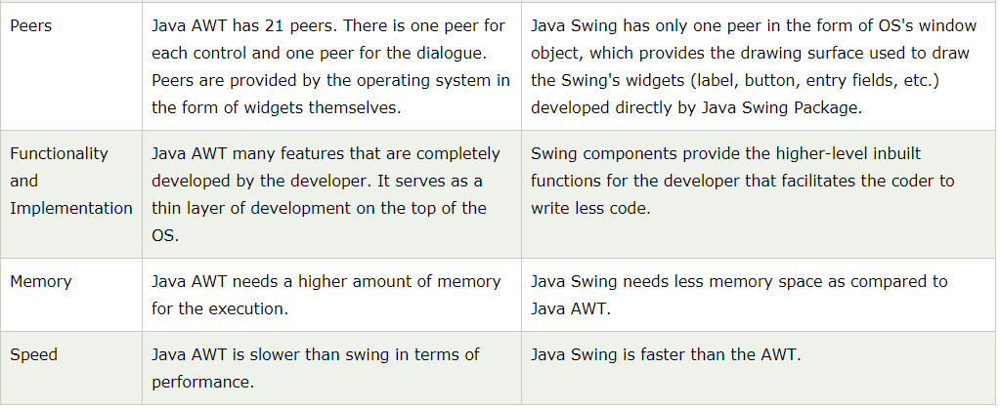 Peers
Java AWT has 21 peers. There is one peer for
each control and one peer for the dialogue.
Peers are provided by the operating system in
the form of widgets themselves.
Java Swing has only one peer in the form of OS's window
object, which provides the drawing surface used to draw
the Swing's widgets (label, button, entry fields, etc.)
developed directly by Java Swing Package.
Functionality
and
Implementation
Java AWT many features that are completely
developed by the developer. It serves as a
thin layer of development on the top of the
OS.
Swing components provide the higher-level inbuilt
functions for the developer that facilitates the coder to
write less code.
Memory
Java AWT needs a higher amount of memory
for the execution.
Java Swing needs less memory space as compared to
Java AWT.
Speed
Java AWT is slower than swing in terms of
performance.
Java Swing is faster than the AWT.